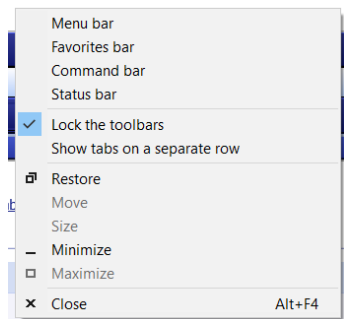 Menu bar
Favorites bar
Command bar
Status bar
Lock the toolbars
Show tabs on a separate row
Restore
Move
Size
Minimize
Maximize
Close Alt+F4